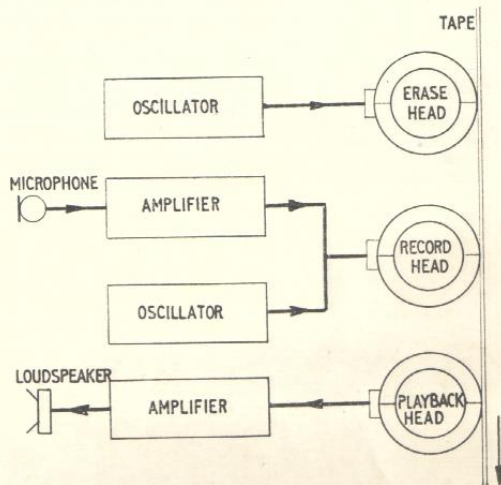 TAPE
OSCILLATOR
ERASE
HEAD
MICROPHONE
AMPLIFIER
RECORD
HEAD
OSCILLATOR
LOUDSPEAKER
AMPLIFIER
PLAYBACK
HEAD